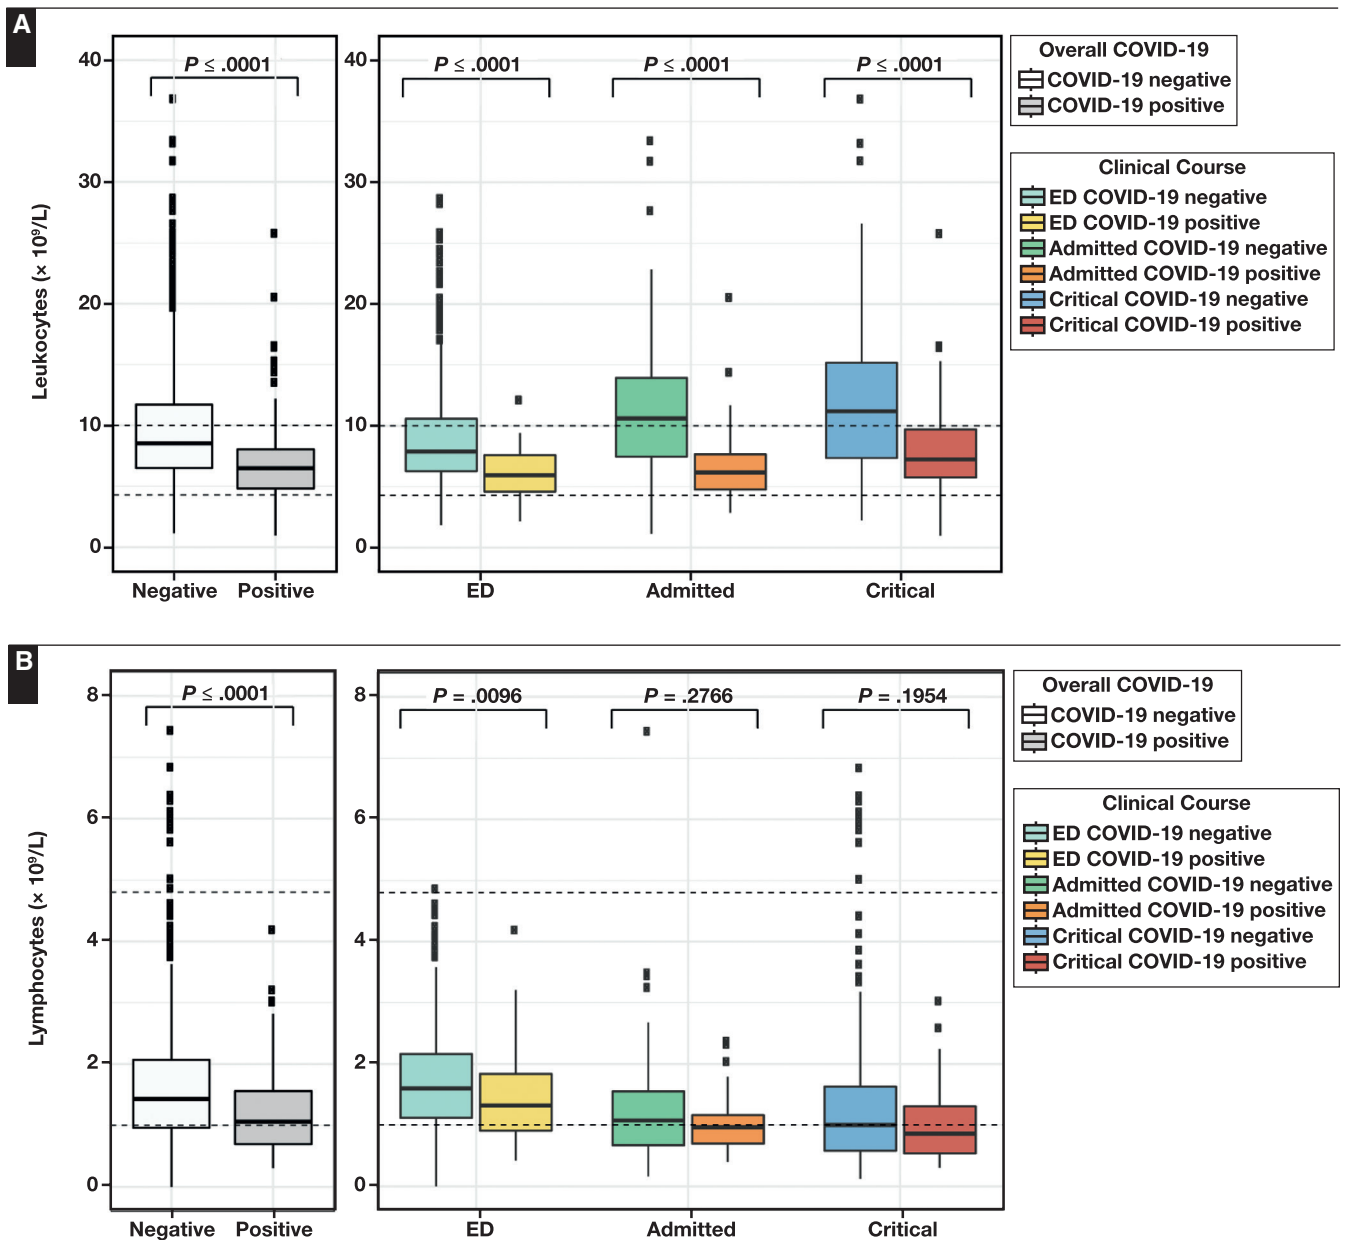 A
Leukocytes (× 10⁹/L)
40
30
20
10
0
P ≤ .0001
Negative Positive
40
30
20
10
0
P ≤ .0001 P ≤ .0001 P ≤ .0001
ED Admitted Critical
Overall COVID-19
COVID-19 negative
COVID-19 positive
Clinical Course
ED COVID-19 negative
ED COVID-19 positive
Admitted COVID-19 negative
Admitted COVID-19 positive
Critical COVID-19 negative
Critical COVID-19 positive
B
Lymphocytes (× 10⁹/L)
8
6
4
2
0
P ≤ .0001
Negative Positive
8
6
4
2
0
P = .0096 P = .2766 P = .1954
ED Admitted Critical
Overall COVID-19
COVID-19 negative
COVID-19 positive
Clinical Course
ED COVID-19 negative
ED COVID-19 positive
Admitted COVID-19 negative
Admitted COVID-19 positive
Critical COVID-19 negative
Critical COVID-19 positive